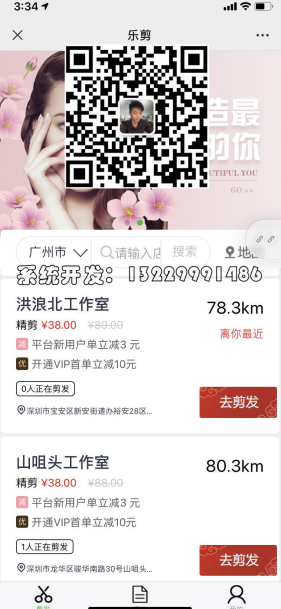 3:34
乐剪
造最
的你
UTIFUL YOU
GO >>
广州市
请输入店
搜索
地
系统开发：13229991486
洪浪北工作室
78.3km
精剪 ¥38.00 ¥89.00
离你最近
减 平台新用户单立减3 元
优 开通VIP首单立减10元
0人正在剪发
去剪发
深圳市宝安区新安街道办裕安28区...
山咀头工作室
80.3km
精剪 ¥38.00 ¥88.00
减 平台新用户单立减3 元
优 开通VIP首单立减10元
1人正在剪发
去剪发
深圳市龙华区骏华南路30号山咀头...